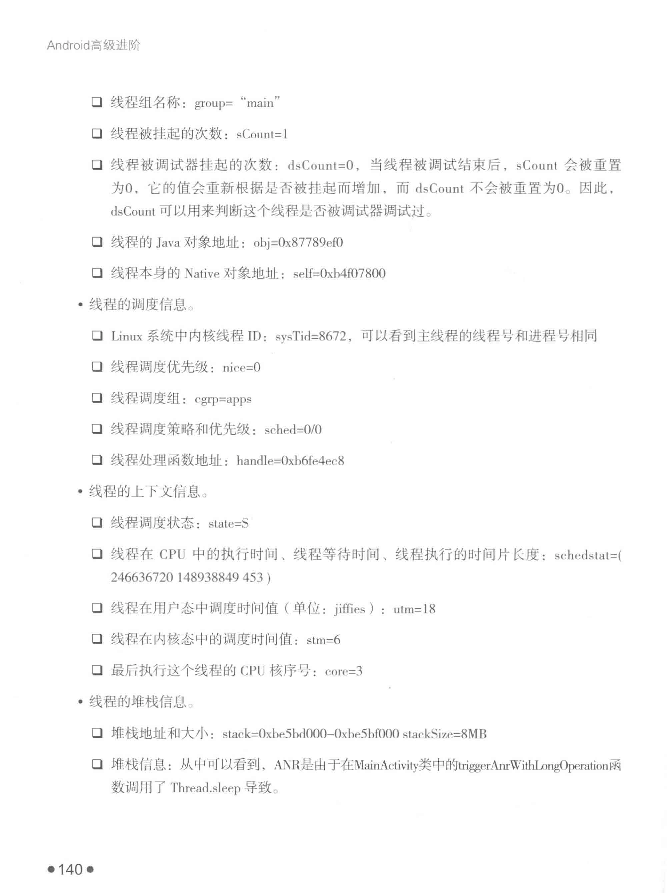 Android高级进阶
❑ 线程组名称：group= “main”
❑ 线程被挂起的次数：sCount=1
❑ 线程被调试器挂起的次数：dsCount=0，当线程被调试结束后，sCount 会被重置
为0，它的值会重新根据是否被挂起而增加，而 dsCount 不会被重置为0。因此，
dsCount 可以用来判断这个线程是否被调试器调试过。
❑ 线程的 Java 对象地址：obj=0x87789ef0
❑ 线程本身的 Native 对象地址：self=0xb4f07800
• 线程的调度信息。
❑ Linux 系统中内核线程 ID：sysTid=8672，可以看到主线程的线程号和进程号相同
❑ 线程调度优先级：nice=0
❑ 线程调度组：cgrp=apps
❑ 线程调度策略和优先级：sched=0/0
❑ 线程处理函数地址：handle=0xb6fe4ec8
• 线程的上下文信息。
❑ 线程调度状态：state=S
❑ 线程在 CPU 中的执行时间、线程等待时间、线程执行的时间片长度：schedstat=(
246636720 148938849 453 )
❑ 线程在用户态中调度时间值（单位：jiffies）：utm=18
❑ 线程在内核态中的调度时间值：stm=6
❑ 最后执行这个线程的 CPU 核序号：core=3
• 线程的堆栈信息。
❑ 堆栈地址和大小：stack=0xbe5bd000-0xbe5bf000 stackSize=8MB
❑ 堆栈信息：从中可以看到，ANR是由于在MainActivity类中的triggerAnrWithLongOperation函
数调用了 Thread.sleep 导致。
●140●